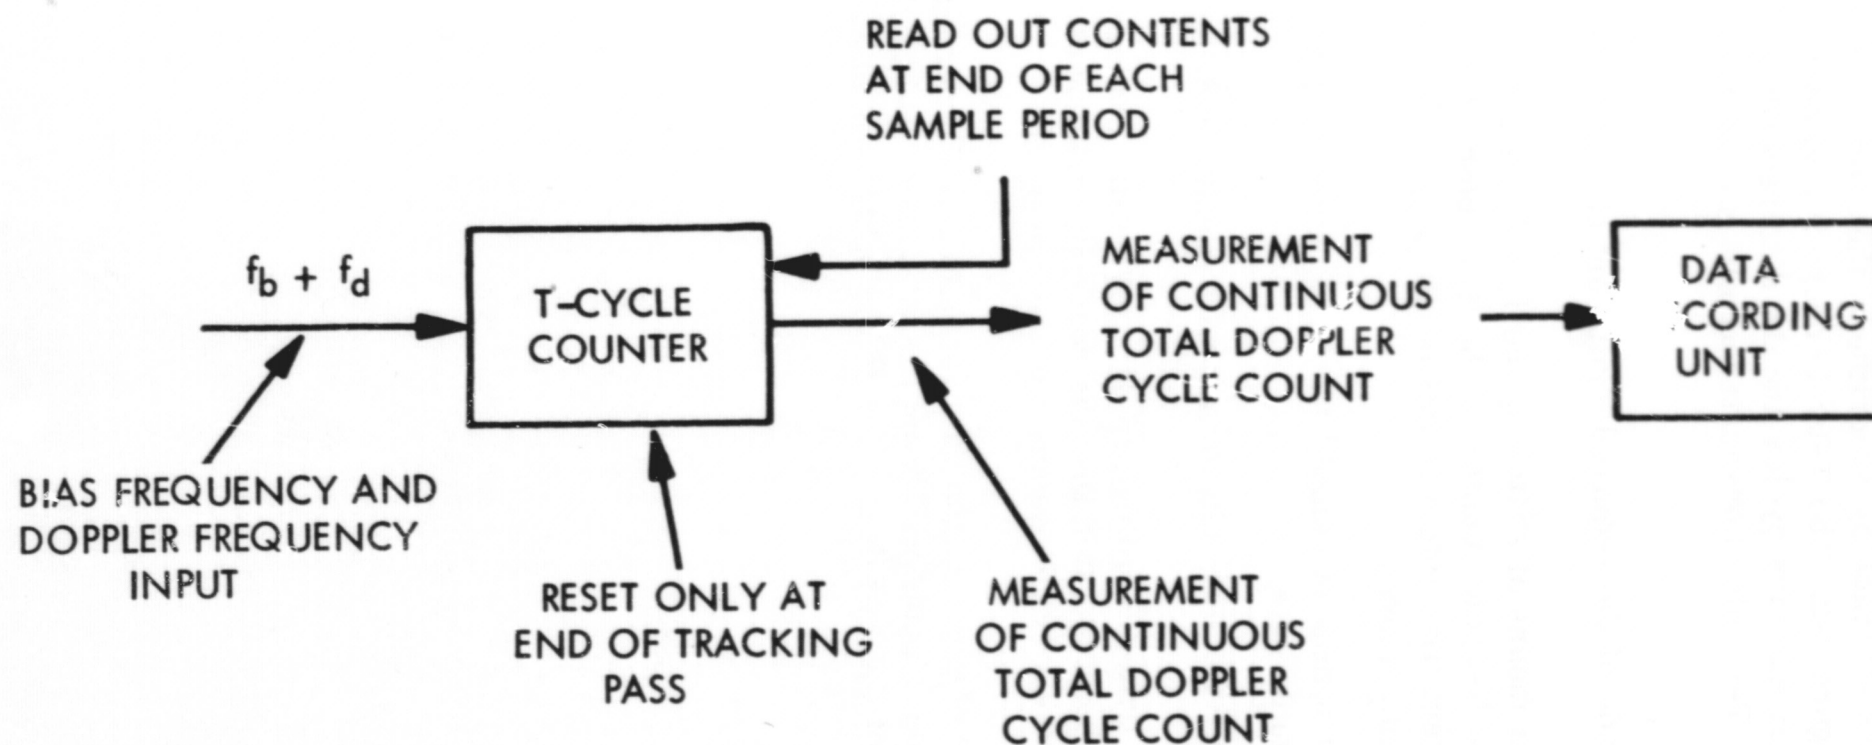 READ OUT CONTENTS
AT END OF EACH
SAMPLE PERIOD
f_b + f_d
T-CYCLE
COUNTER
MEASUREMENT
OF CONTINUOUS
TOTAL DOPPLER
CYCLE COUNT
DATA
CORDING
UNIT
BIAS FREQUENCY AND
DOPPLER FREQUENCY
INPUT
RESET ONLY AT
END OF TRACKING
PASS
MEASUREMENT
OF CONTINUOUS
TOTAL DOPPLER
CYCLE COUNT